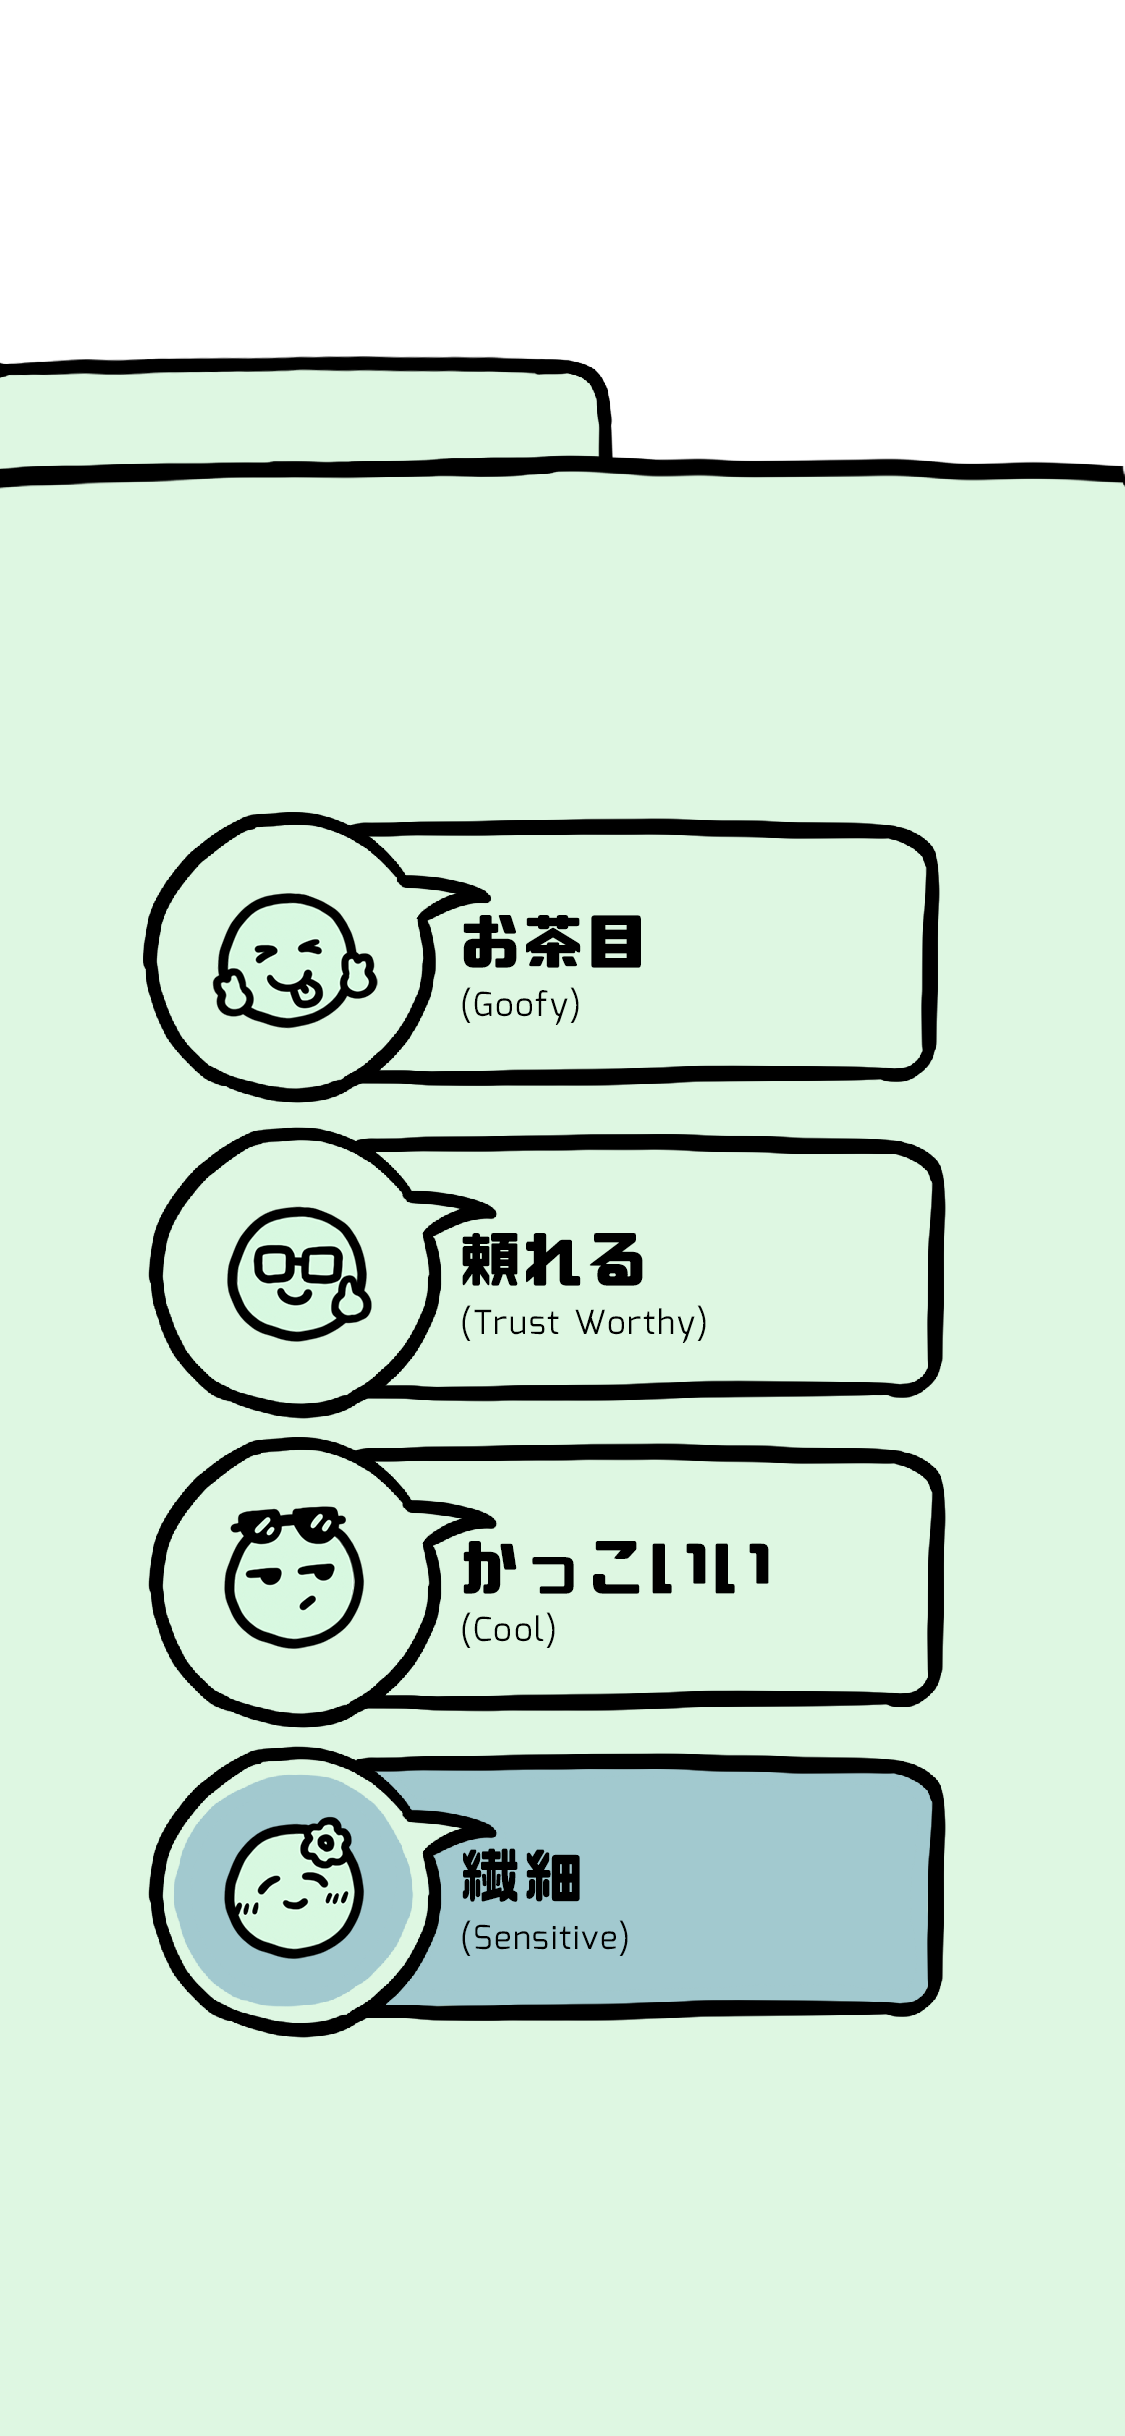 お茶目
(Goofy)
頼れる
(Trust Worthy)
かっこいい
(Cool)
繊細
(Sensitive)